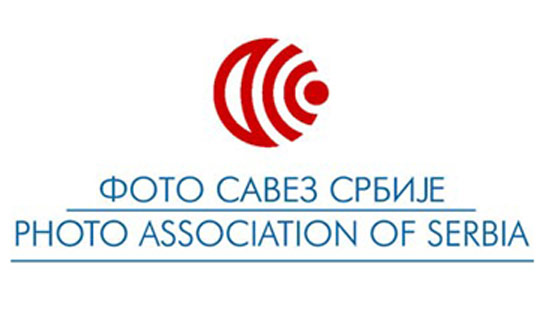 ФОТО САВЕЗ СРБИЈЕ
PHOTO ASSOCIATION OF SERBIA